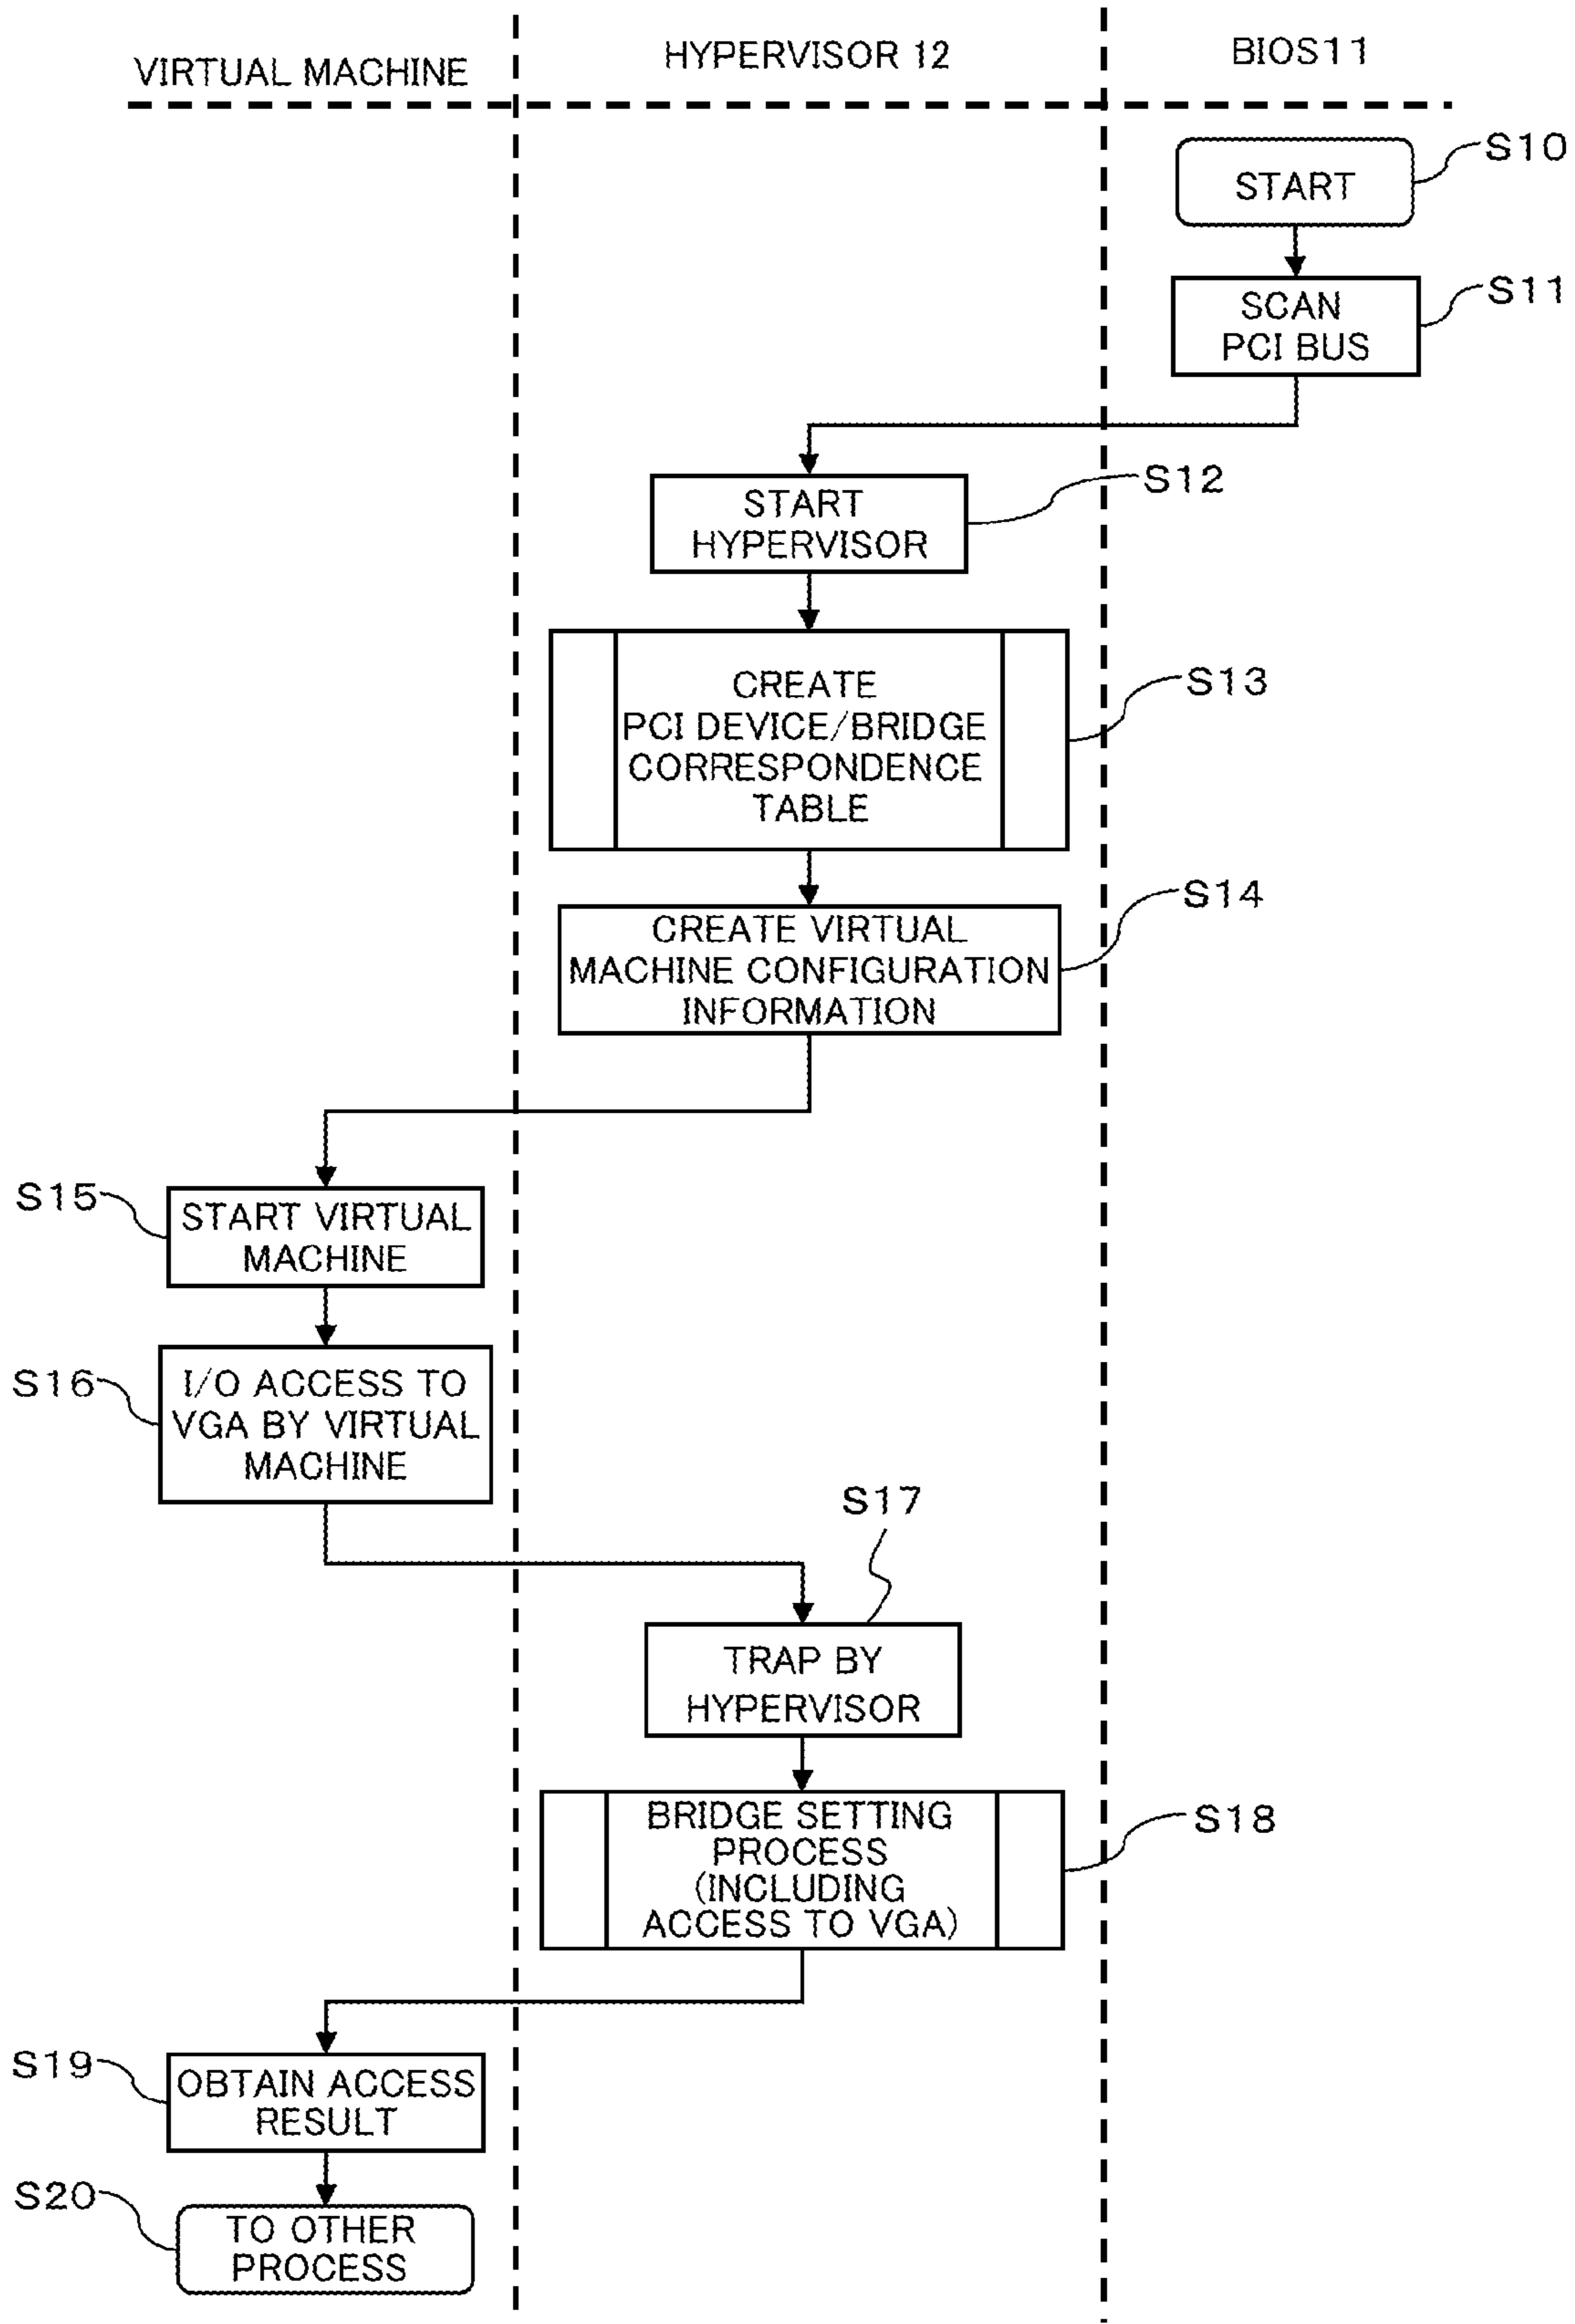 VIRTUAL MACHINE
HYPERVISOR 12
BIOS11
START
S10
SCAN
PCI BUS
S11
START
HYPERVISOR
S12
CREATE
PCI DEVICE/BRIDGE
CORRESPONDENCE
TABLE
S13
CREATE VIRTUAL
MACHINE CONFIGURATION
INFORMATION
S14
S15
START VIRTUAL
MACHINE
S16
I/O ACCESS TO
VGA BY VIRTUAL
MACHINE
S17
TRAP BY
HYPERVISOR
BRIDGE SETTING
PROCESS
(INCLUDING
ACCESS TO VGA)
S18
S19
OBTAIN ACCESS
RESULT
S20
TO OTHER
PROCESS